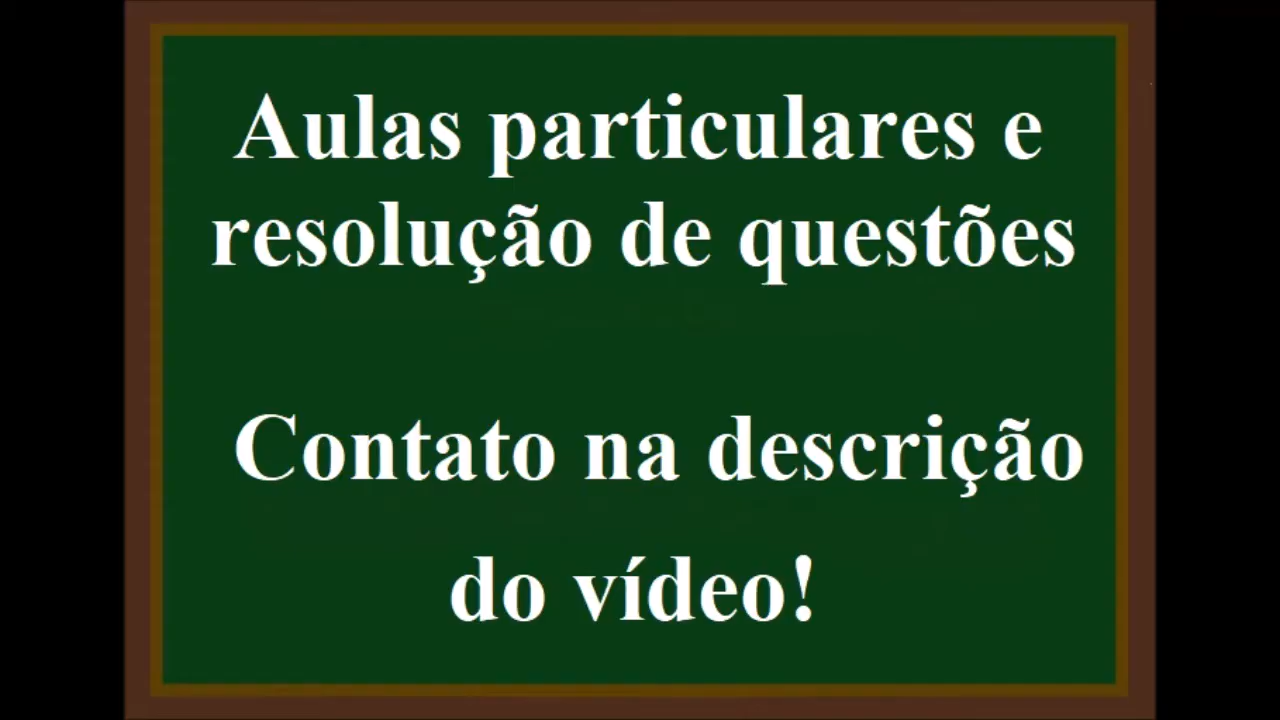 Aulas particulares e
resolução de questões
Contato na descrição
do vídeo!